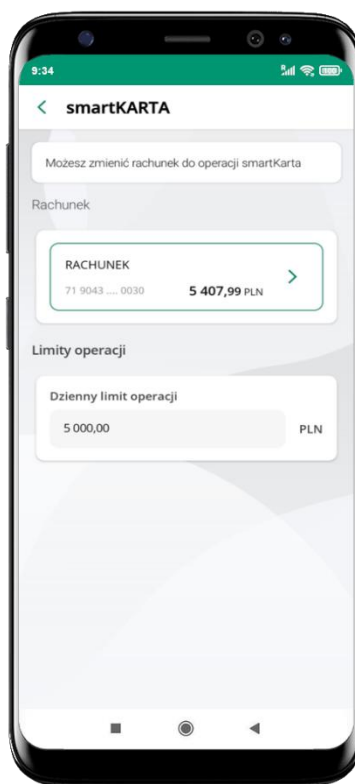 9:34
smartKARTA
Możesz zmienić rachunek do operacji smartKarta
Rachunek
RACHUNEK
71 9043 .... 0030 5 407,99 PLN
Limity operacji
Dzienny limit operacji
5 000,00 PLN